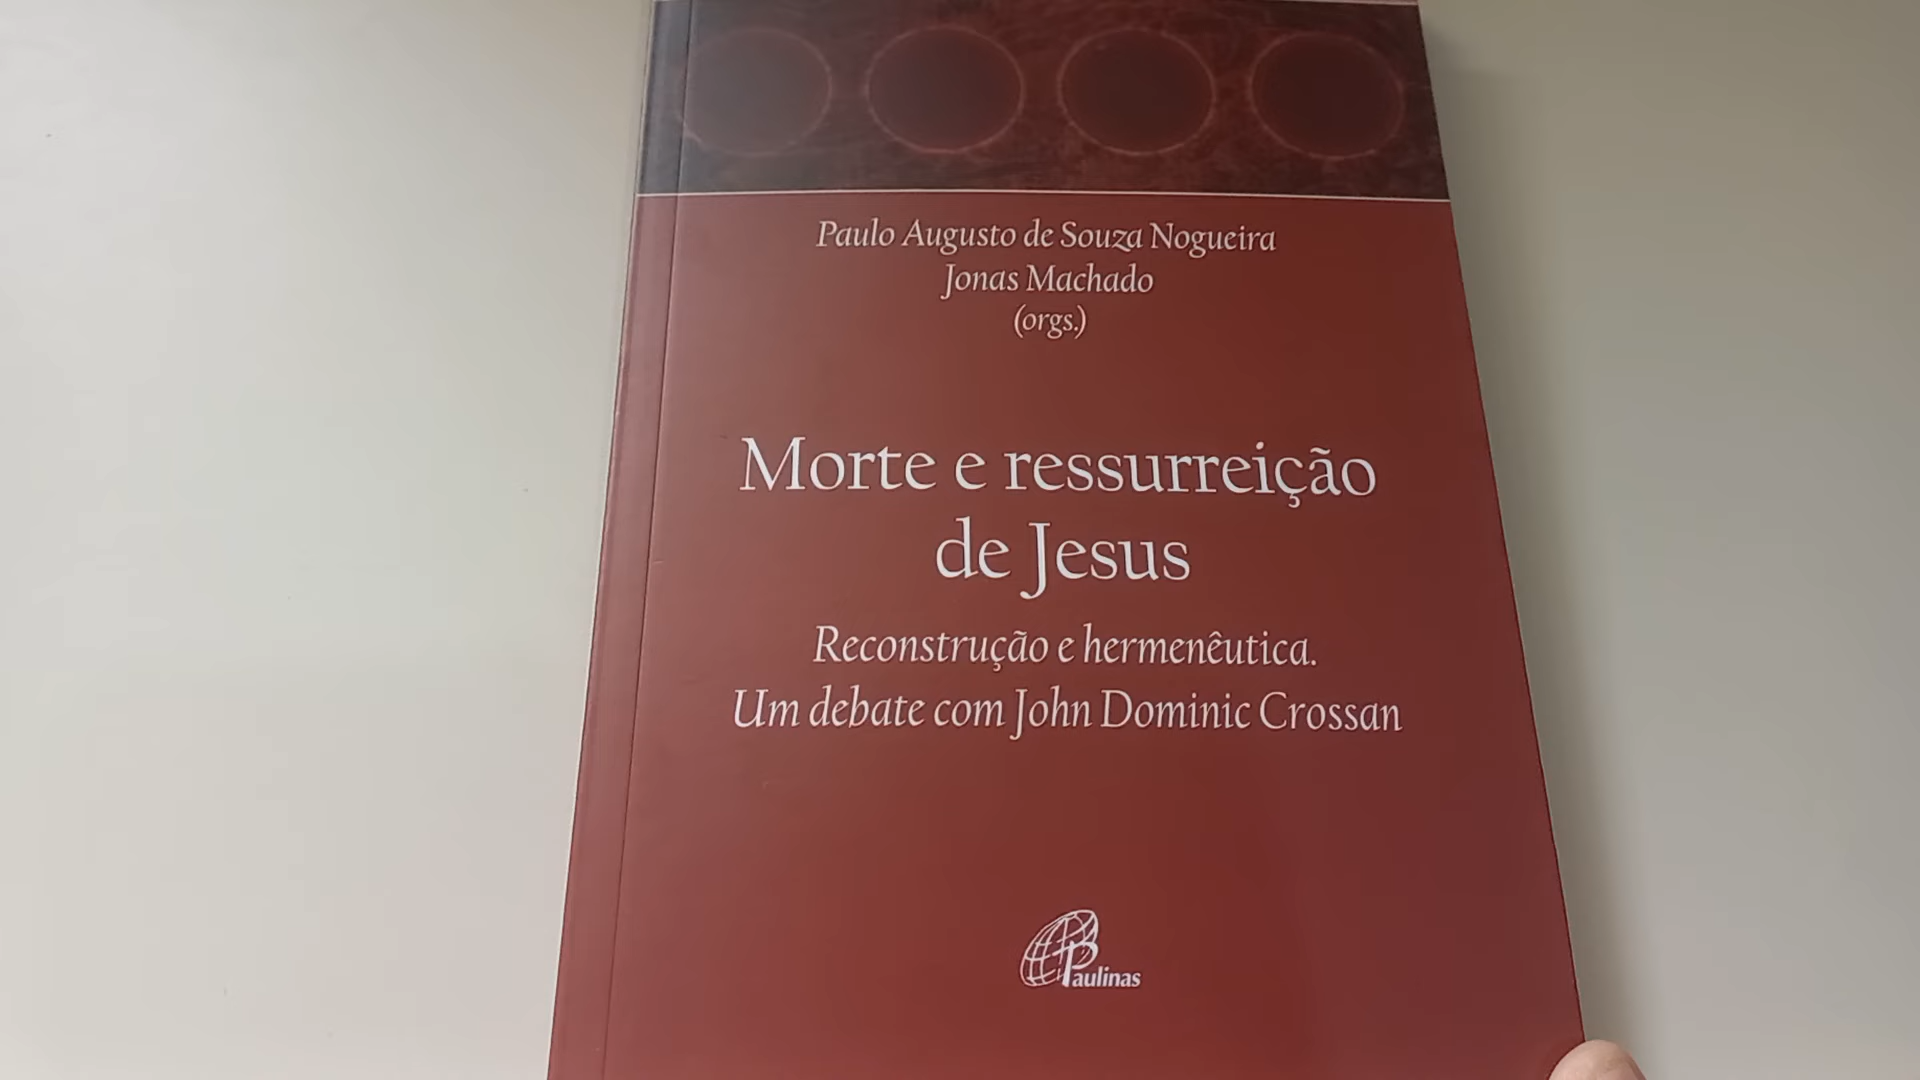 Paulo Augusto de Souza Nogueira
Jonas Machado
(orgs.)
Morte e ressurreição
de Jesus
Reconstrução e hermenêutica.
Um debate com John Dominic Crossan
Paulinas